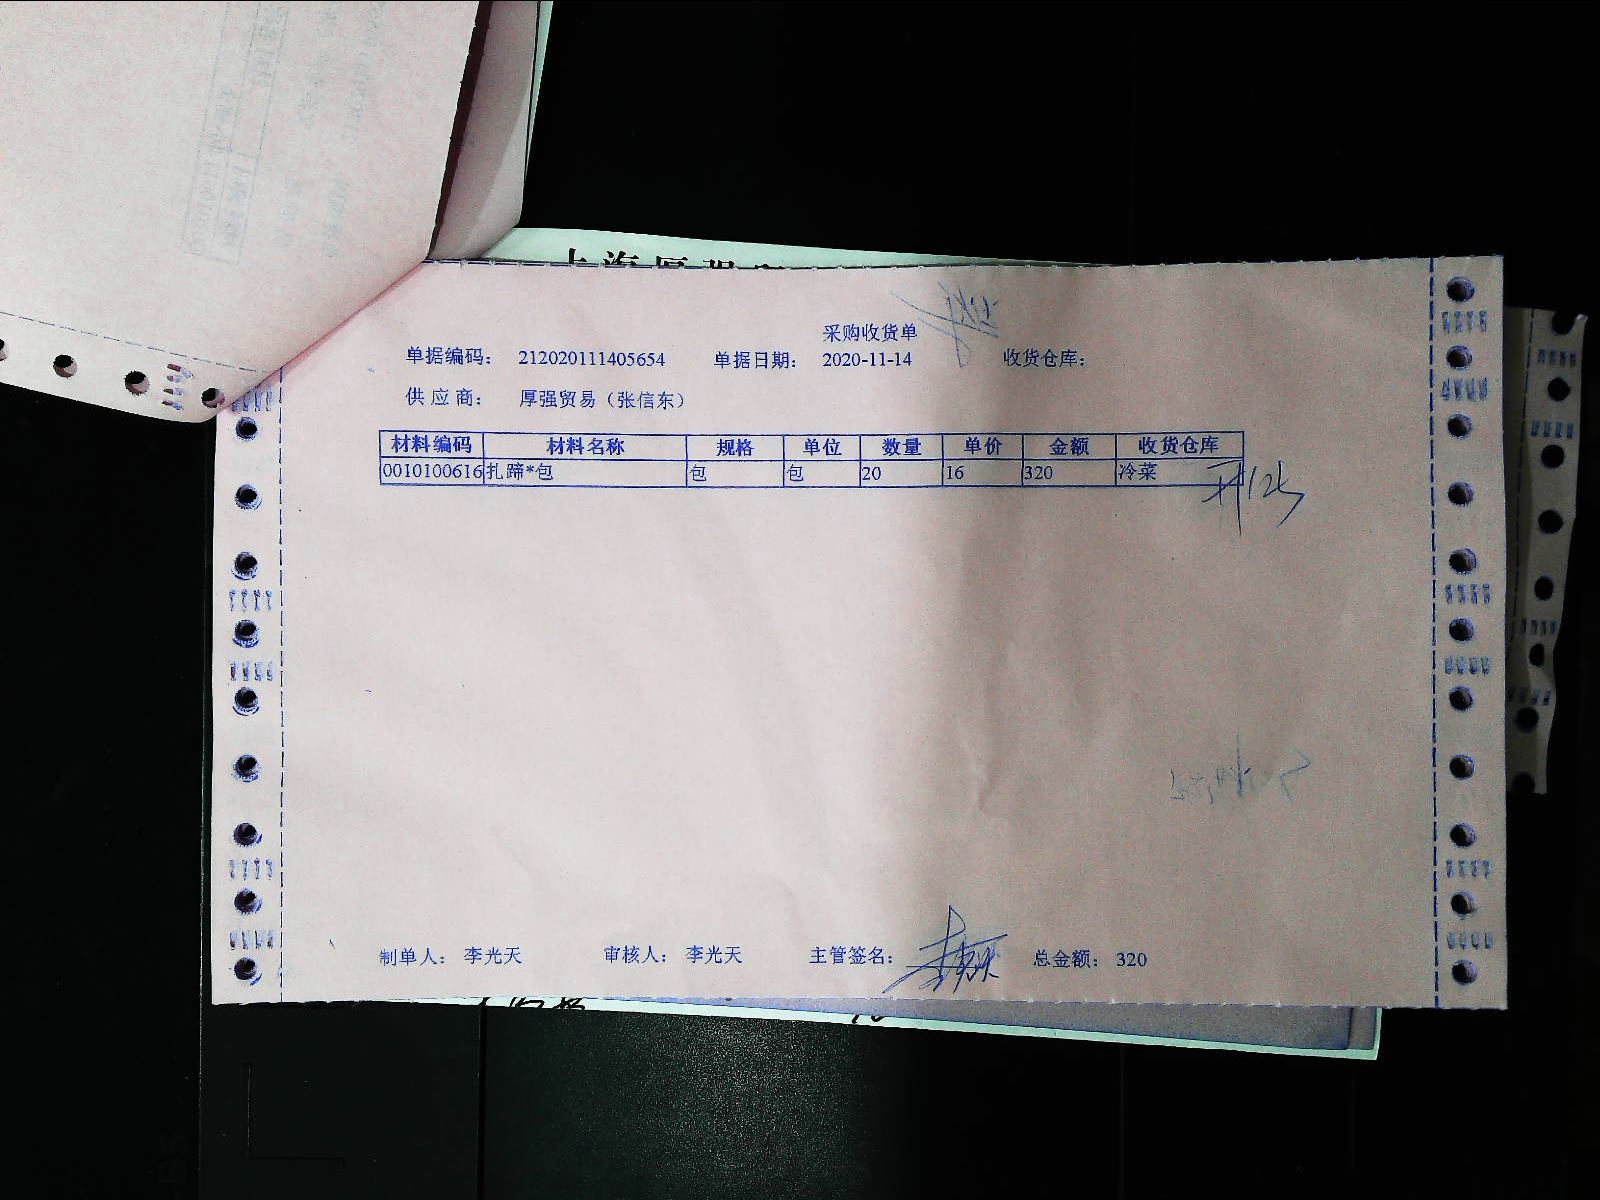 采购收货单
单据编码： 212020111405654 单据日期： 2020-11-14 收货仓库：
供 应 商： 厚强贸易（张信东）
材料编码 材料名称 规格 单位 数量 单价 金额 收货仓库
0010100616 扎蹄*包 包 包 20 16 320 冷菜
制单人： 李光天 审核人： 李光天 主管签名： 总金额： 320